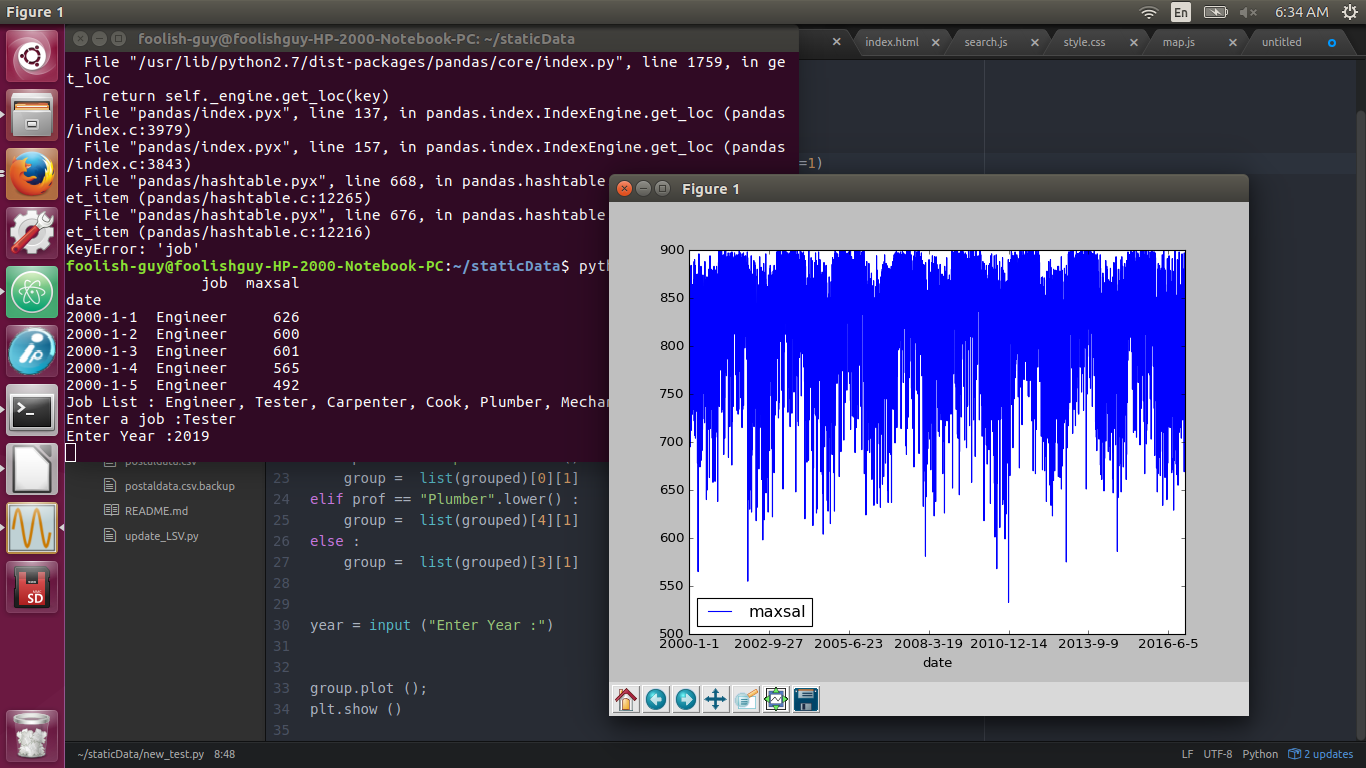 Figure 1
En
6:34 AM
foolish-guy@foolishguy-HP-2000-Notebook-PC: ~/staticData
index.html
search.js
style.css
map.js
untitled
File "/usr/lib/python2.7/dist-packages/pandas/core/index.py", line 1759, in ge
t_loc
return self._engine.get_loc(key)
File "pandas/index.pyx", line 137, in pandas.index.IndexEngine.get_loc (pandas
/index.c:3979)
File "pandas/index.pyx", line 157, in pandas.index.IndexEngine.get_loc (pandas
/index.c:3843)
File "pandas/hashtable.pyx", line 668, in pandas.hashtable
et_item (pandas/hashtable.c:12265)
File "pandas/hashtable.pyx", line 676, in pandas.hashtable
et_item (pandas/hashtable.c:12216)
KeyError: 'job'
foolish-guy@foolishguy-HP-2000-Notebook-PC:~/staticData$ pyth
job maxsal
date
2000-1-1 Engineer 626
2000-1-2 Engineer 600
2000-1-3 Engineer 601
2000-1-4 Engineer 565
2000-1-5 Engineer 492
Job List : Engineer, Tester, Carpenter, Cook, Plumber, Mechan
Enter a job :Tester
Enter Year :2019
=1)
Figure 1
900
850
800
750
700
650
600
550
500
maxsal
2000-1-1 2002-9-27 2005-6-23 2008-3-19 2010-12-14 2013-9-9 2016-6-5
date
postaldata.csv
postaldata.csv.backup
README.md
update_LSV.py
23 group = list(grouped)[0][1]
24 elif prof == "Plumber".lower() :
25 group = list(grouped)[4][1]
26 else :
27 group = list(grouped)[3][1]
28
29
30 year = input ("Enter Year :")
31
32
33 group.plot ();
34 plt.show ()
35
SD
~/staticData/new_test.py 8:48
LF UTF-8 Python 2 updates